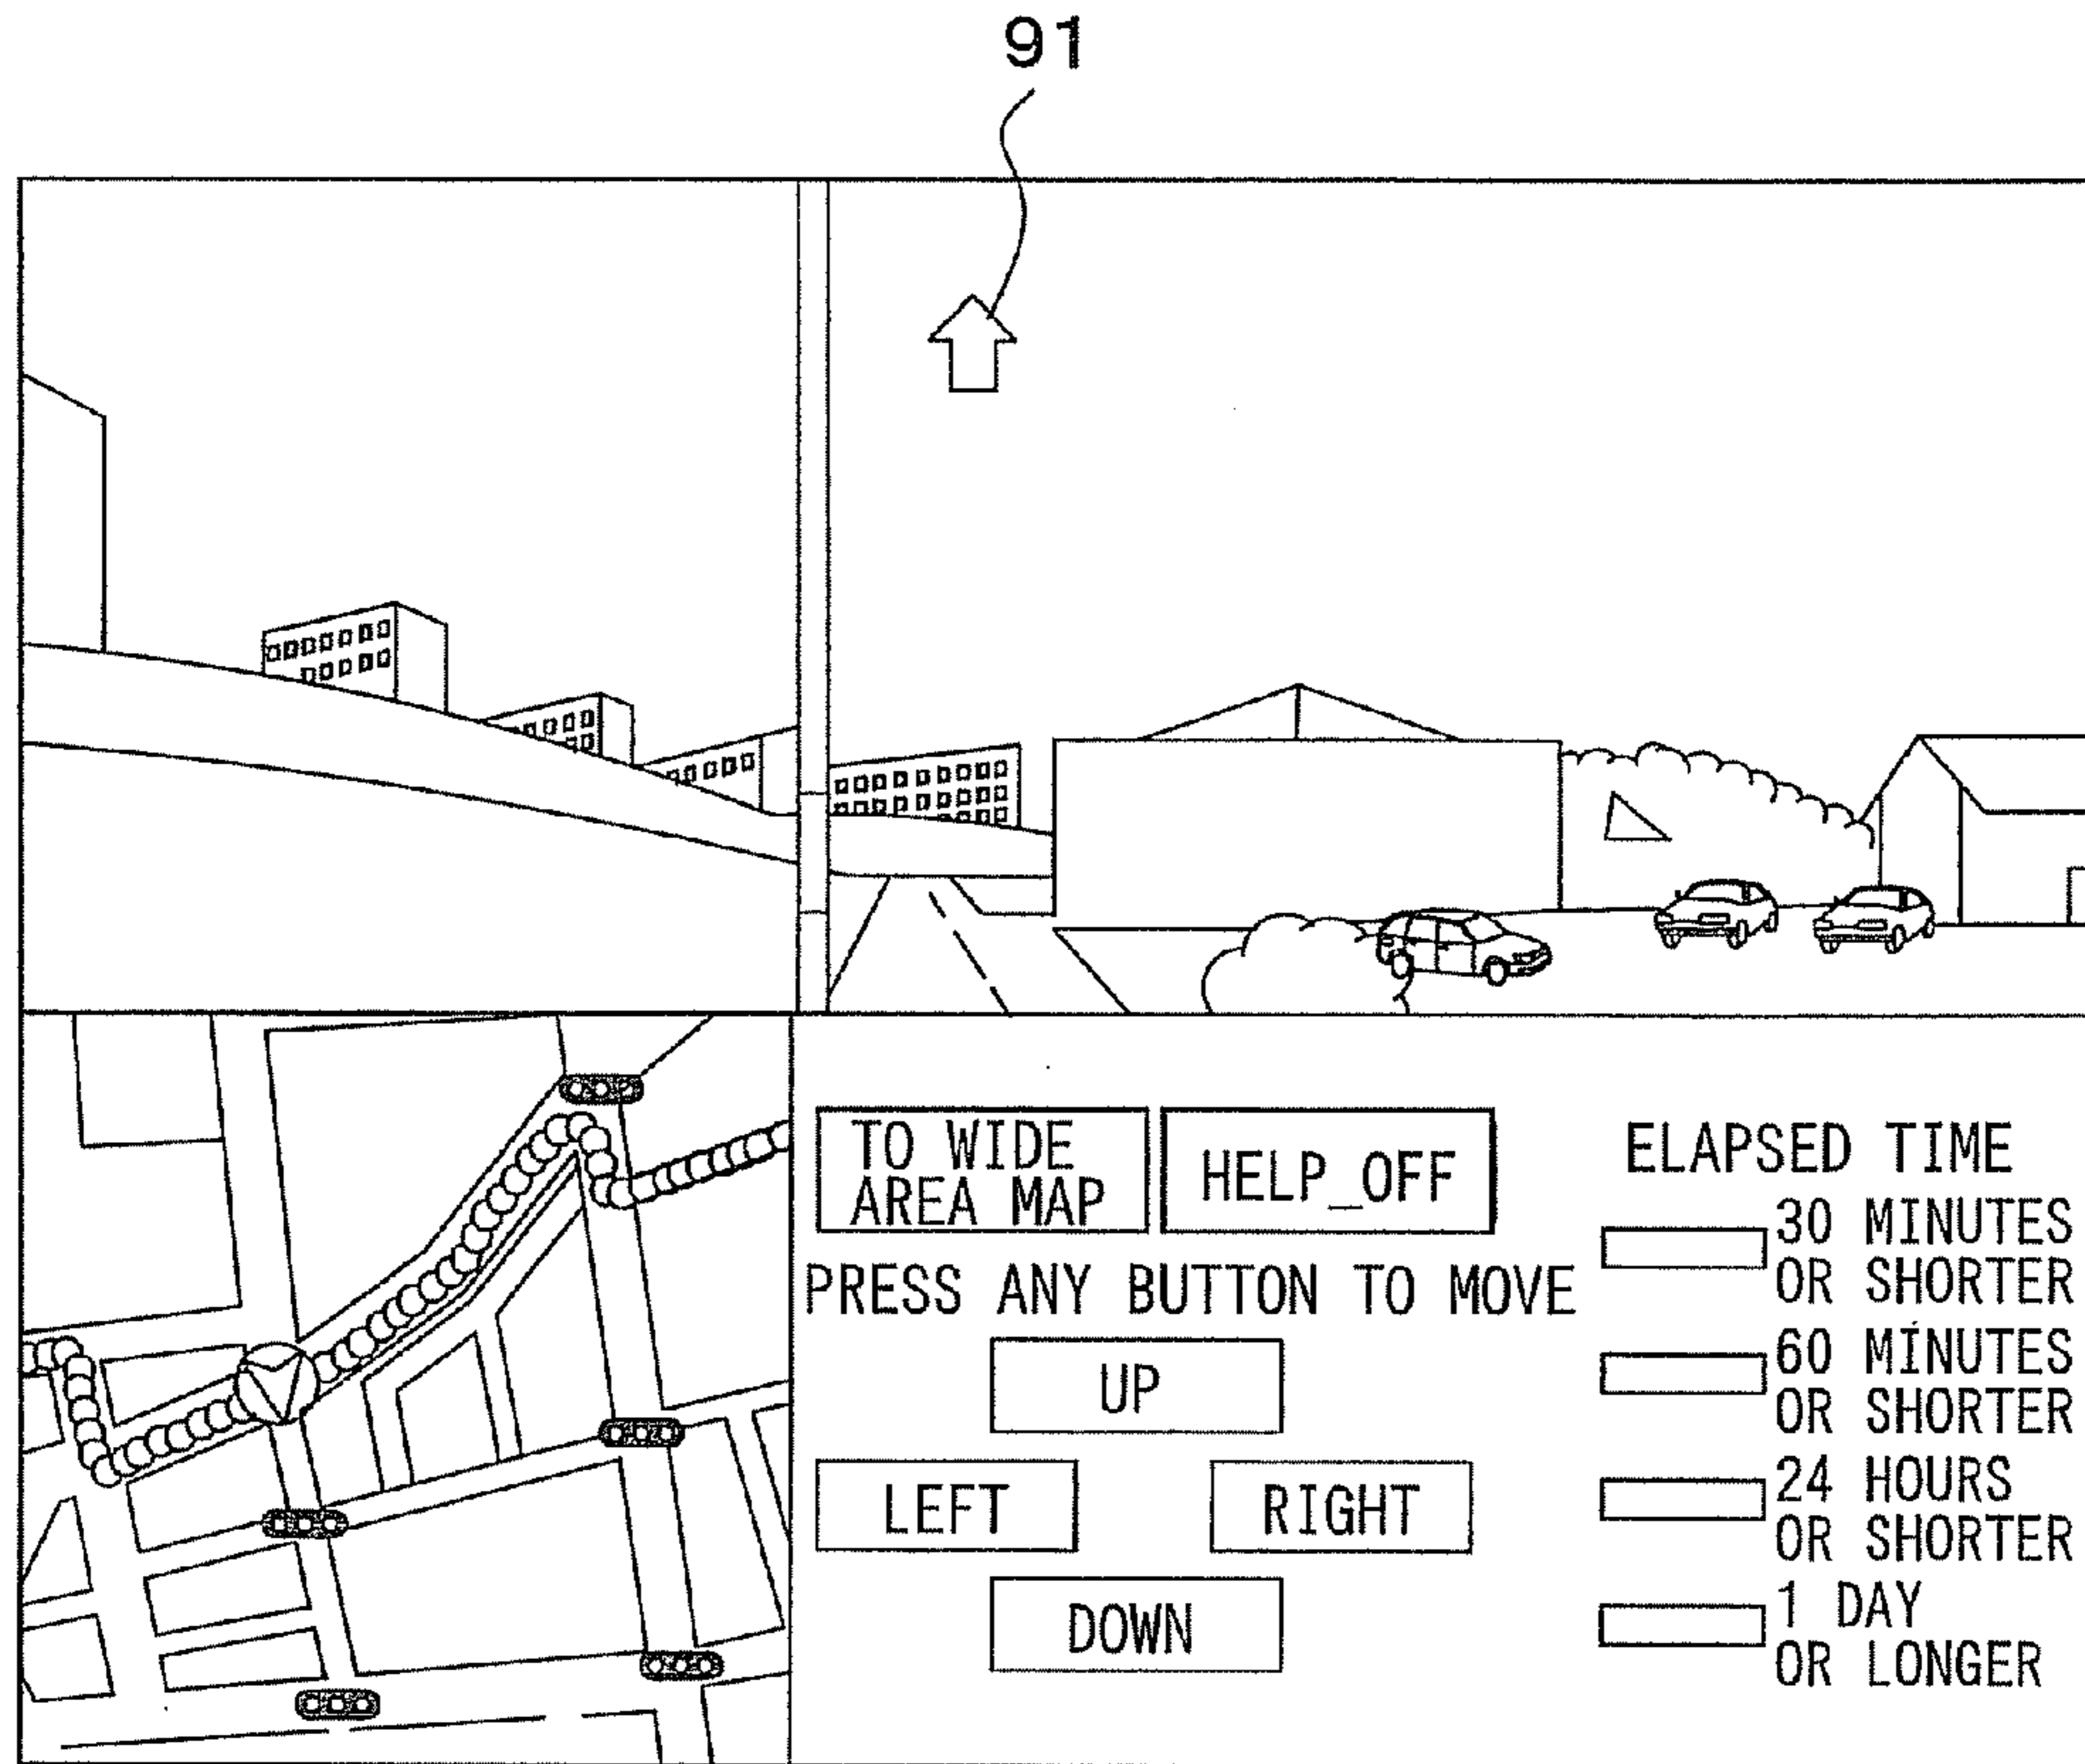 91
TO WIDE
AREA MAP
HELP_OFF
PRESS ANY BUTTON TO MOVE
UP
LEFT
RIGHT
DOWN
ELAPSED TIME
30 MINUTES
OR SHORTER
60 MINUTES
OR SHORTER
24 HOURS
OR SHORTER
1 DAY
OR LONGER